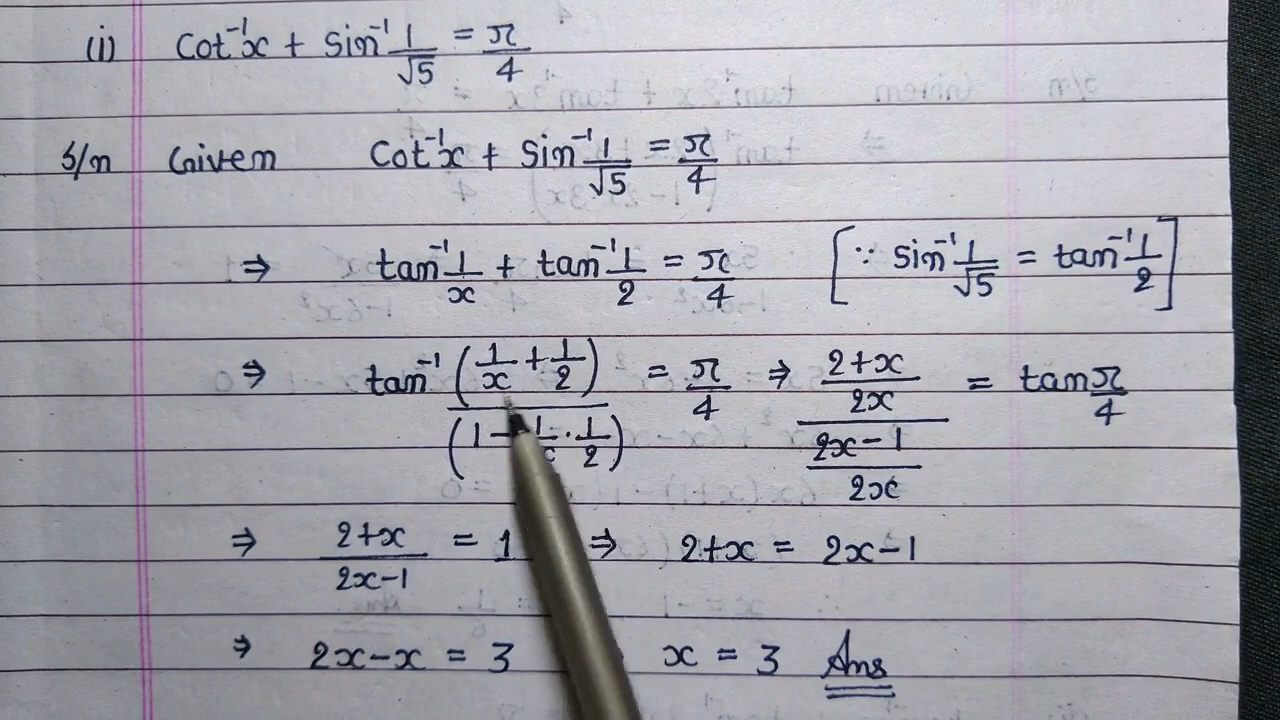 (i) Cot⁻¹x + Sin⁻¹ 1/√5 = π/4
S/n Given Cot⁻¹x + Sin⁻¹ 1/√5 = π/4
⇒ tan⁻¹ 1/x + tan⁻¹ 1/2 = π/4 [∵ Sin⁻¹ 1/√5 = tan⁻¹ 1/2]
⇒ tan⁻¹ (1/x + 1/2)/(1 - 1/x · 1/2) = π/4 ⇒ ((2+x)/2x)/((2x-1)/2x) = tan π/4
⇒ (2+x)/(2x-1) = 1 ⇒ 2+x = 2x-1
⇒ 2x-x = 3 x = 3 Ans